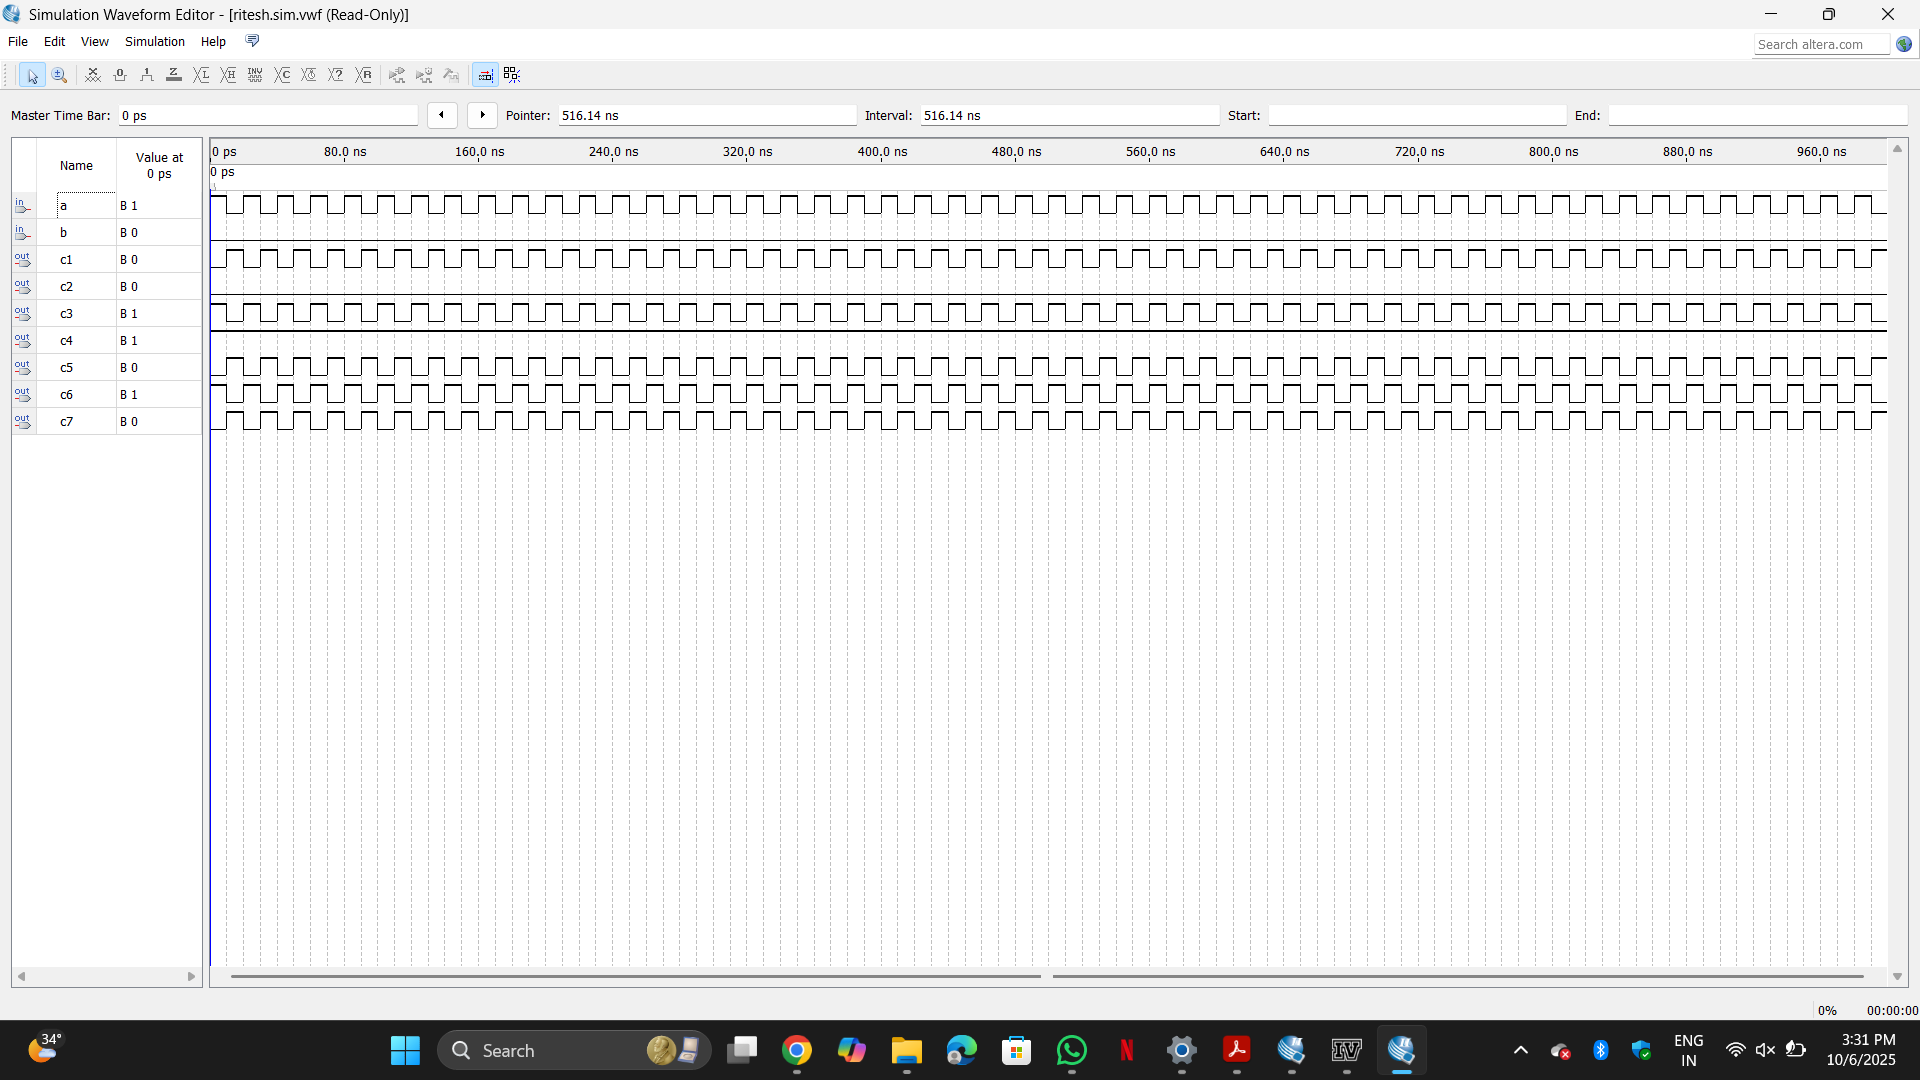 Simulation Waveform Editor - [ritesh.sim.vwf (Read-Only)]
File Edit View Simulation Help
Search altera.com
Master Time Bar: 0 ps Pointer: 516.14 ns Interval: 516.14 ns Start: End:
Name Value at 0 ps
0 ps 80.0 ns 160.0 ns 240.0 ns 320.0 ns 400.0 ns 480.0 ns 560.0 ns 640.0 ns 720.0 ns 800.0 ns 880.0 ns 960.0 ns
0 ps
in a B 1
in b B 0
out c1 B 0
out c2 B 0
out c3 B 1
out c4 B 1
out c5 B 0
out c6 B 1
out c7 B 0
0% 00:00:00
34°
Search
ENG
IN
3:31 PM
10/6/2025